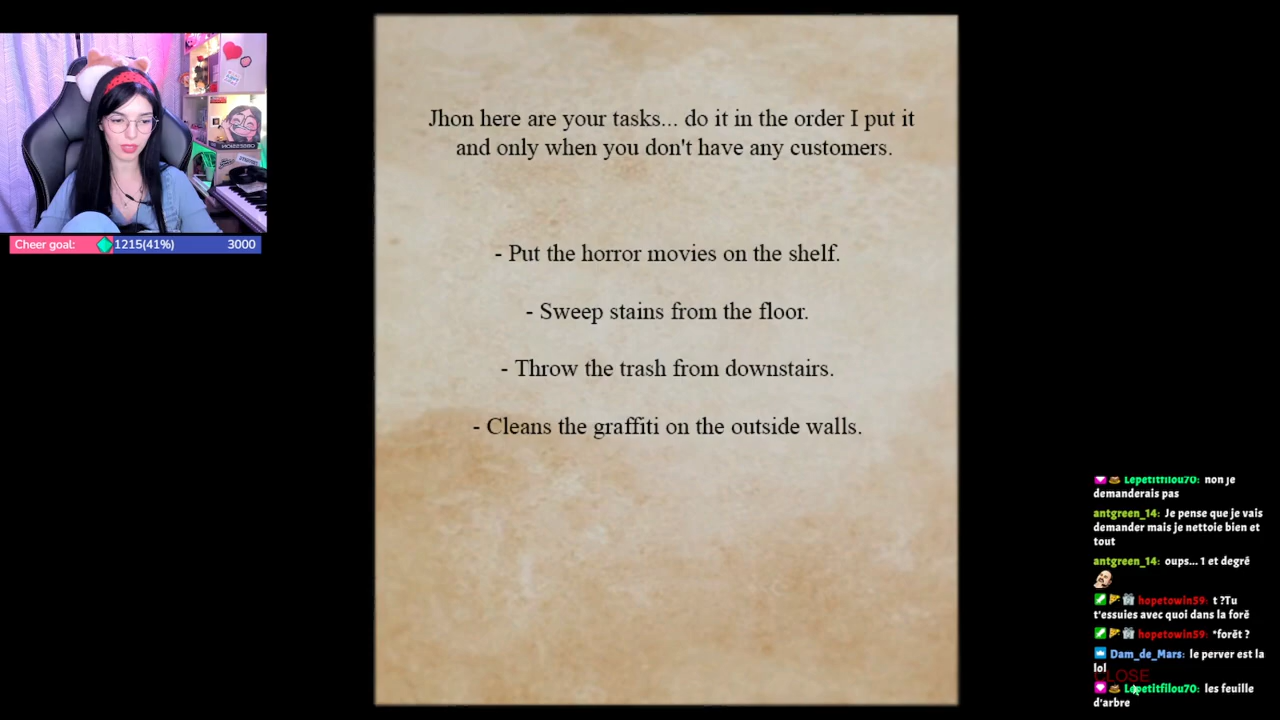 Cheer goal: 1215(41%) 3000
Jhon here are your tasks... do it in the order I put it
and only when you don't have any customers.
- Put the horror movies on the shelf.
- Sweep stains from the floor.
- Throw the trash from downstairs.
- Cleans the graffiti on the outside walls.
Lepetitfilou70: non je
demanderais pas
antgreen_14: Je pense que je vais
demander mais je nettoie bien et
tout
antgreen_14: oups... 1 et degré
hopetowin59: t ?Tu
t'essuies avec quoi dans la forê
hopetowin59: *forêt ?
Dam_de_Mars: le perver est la
lol
CLOSE
Lepetitfilou70: les feuille
d'arbre